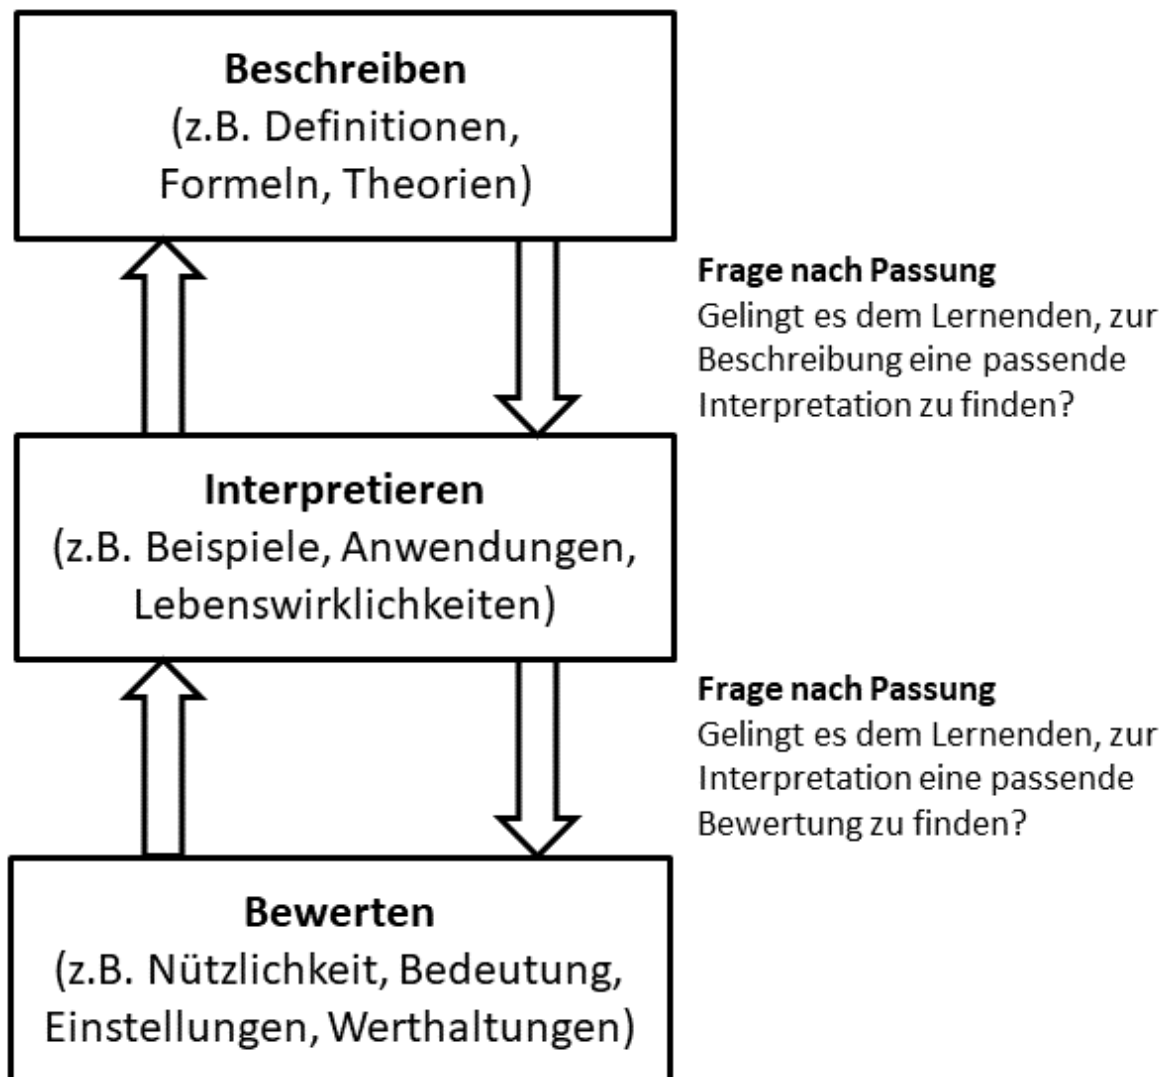 Beschreiben
(z.B. Definitionen,
Formeln, Theorien)
Frage nach Passung
Gelingt es dem Lernenden, zur
Beschreibung eine passende
Interpretation zu finden?
Interpretieren
(z.B. Beispiele, Anwendungen,
Lebenswirklichkeiten)
Frage nach Passung
Gelingt es dem Lernenden, zur
Interpretation eine passende
Bewertung zu finden?
Bewerten
(z.B. Nützlichkeit, Bedeutung,
Einstellungen, Werthaltungen)